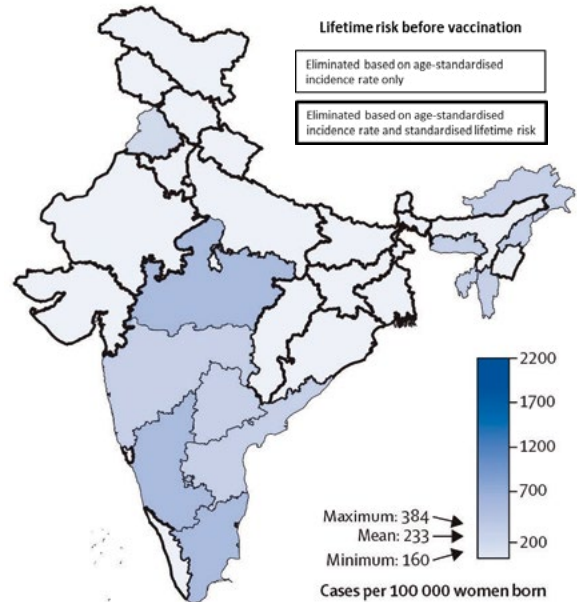 Lifetime risk before vaccination
Eliminated based on age-standardised
incidence rate only
Eliminated based on age-standardised
incidence rate and standardised lifetime risk
2200
1700
1200
700
200
Maximum: 384
Mean: 233
Minimum: 160
Cases per 100 000 women born